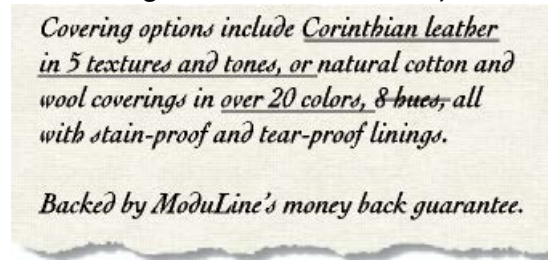 Covering options include Corinthian leather
in 5 textures and tones, or natural cotton and
wool coverings in over 20 colors, 8 hues, all
with stain-proof and tear-proof linings.
Backed by ModuLine's money back guarantee.